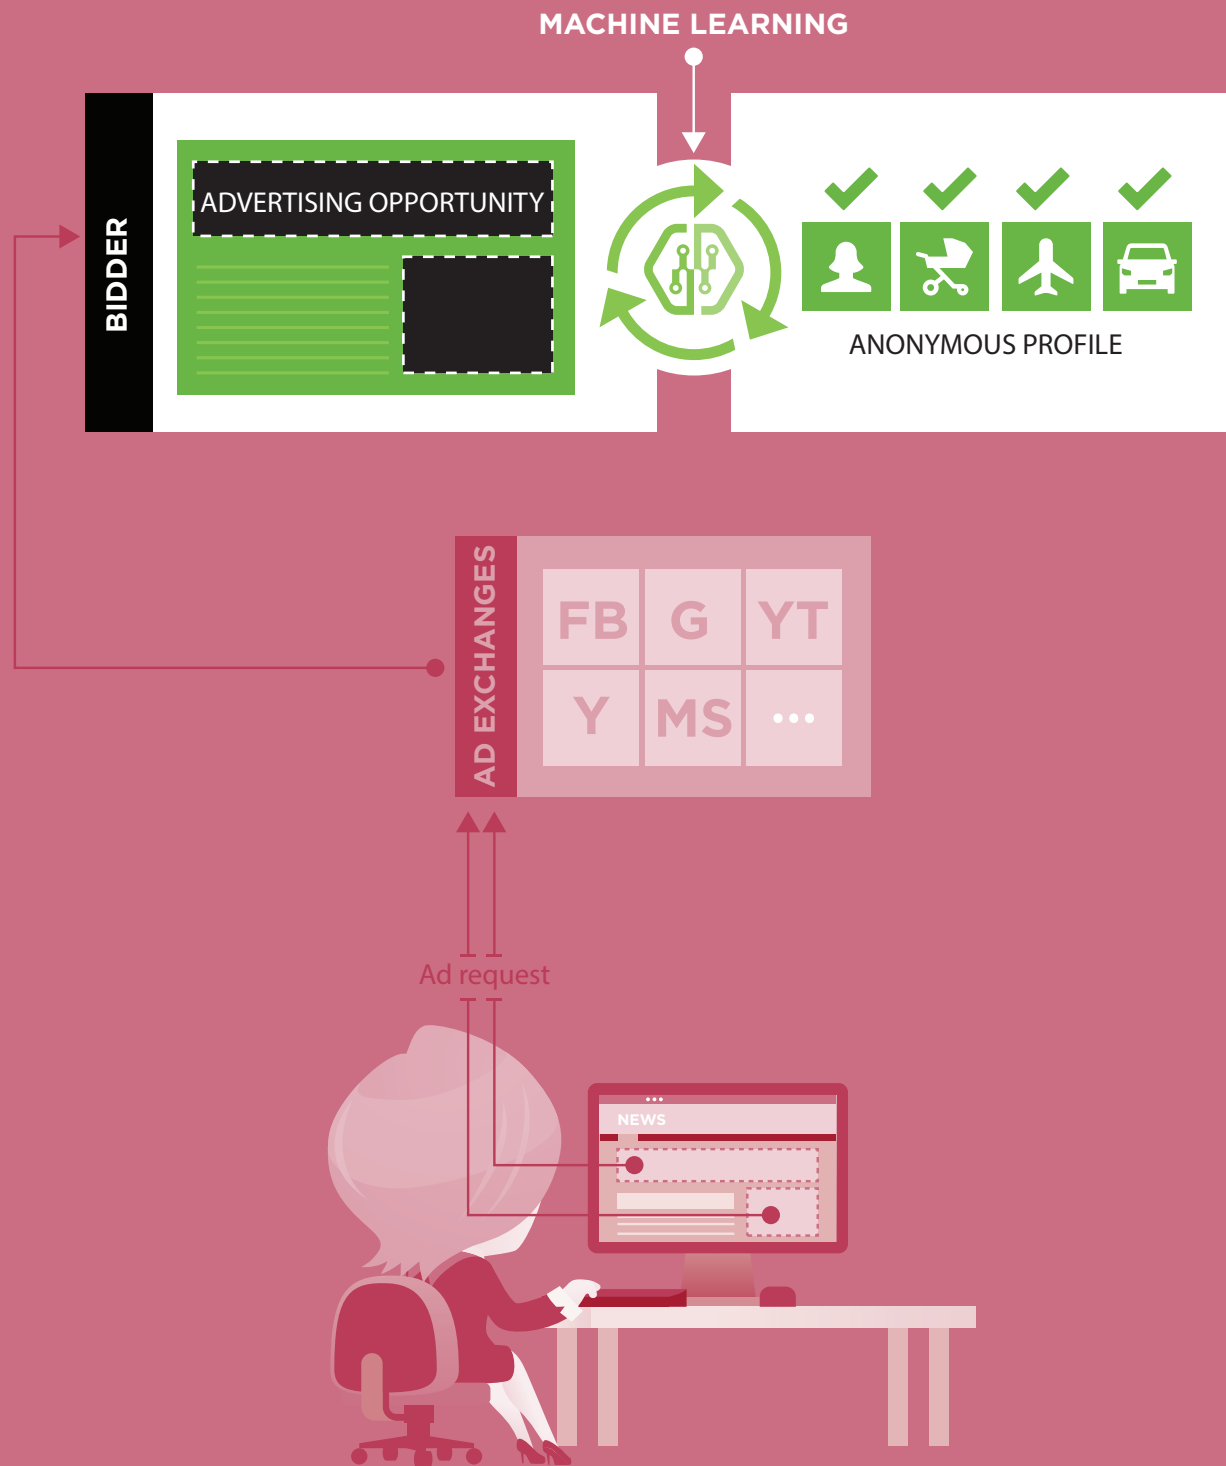 MACHINE LEARNING
BIDDER
ADVERTISING OPPORTUNITY
ANONYMOUS PROFILE
AD EXCHANGES
FB G YT
Y MS ...
Ad request
NEWS